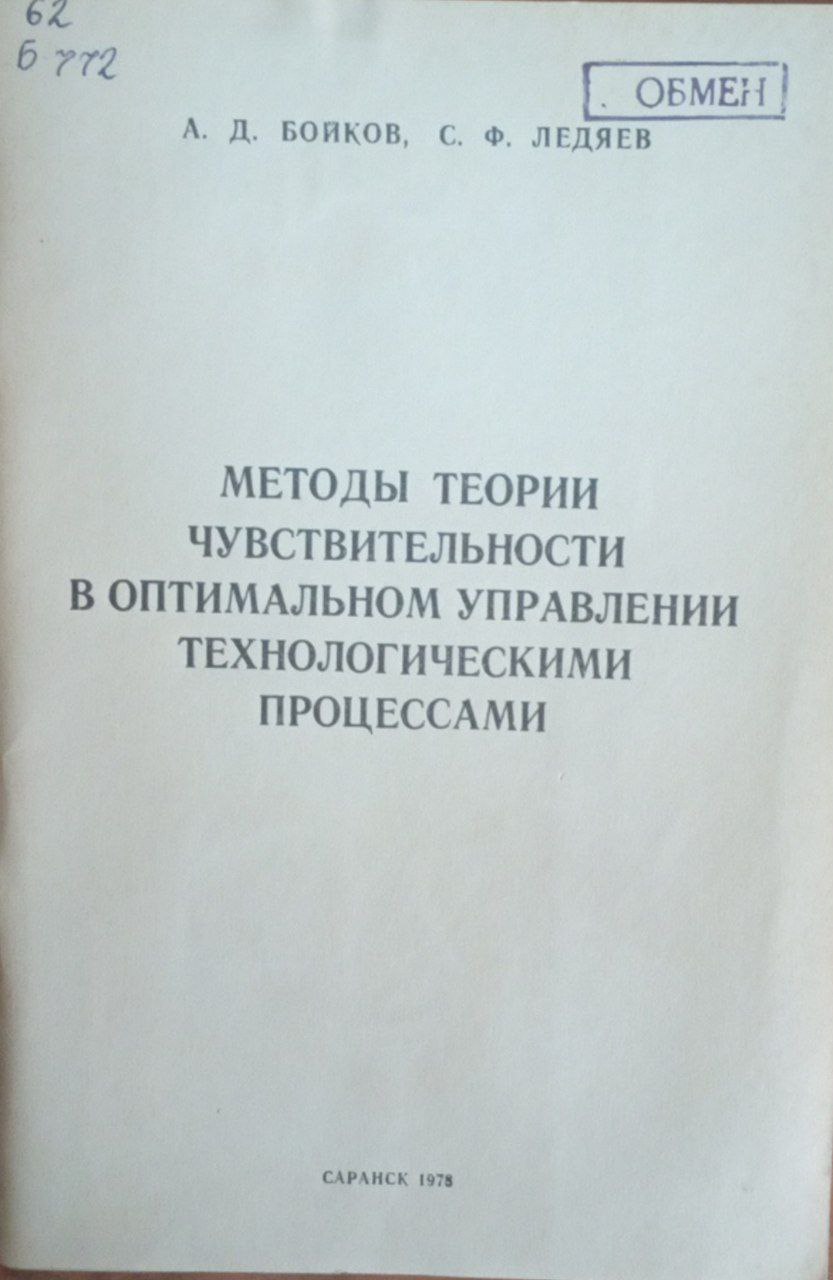 62
Б 772
ОБМЕН
А. Д. БОЙКОВ, С. Ф. ЛЕДЯЕВ
МЕТОДЫ ТЕОРИИ
ЧУВСТВИТЕЛЬНОСТИ
В ОПТИМАЛЬНОМ УПРАВЛЕНИИ
ТЕХНОЛОГИЧЕСКИМИ
ПРОЦЕССАМИ
САРАНСК 1978